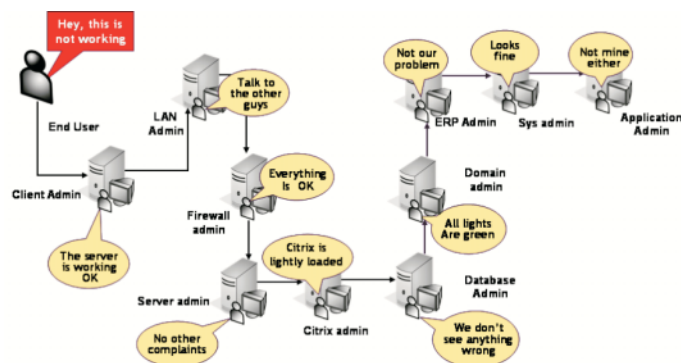 Hey, this is
not working
End User
Client Admin
The server
is working
OK
LAN
Admin
Talk to
the other
guys
Everything
Is OK
Firewall
admin
Server admin
No other
complaints
Citrix is
lightly loaded
Citrix admin
Database
Admin
We don't
see anything
wrong
Domain
admin
All lights
Are green
Not our
problem
ERP Admin
Looks
fine
Sys admin
Not mine
either
Application
Admin